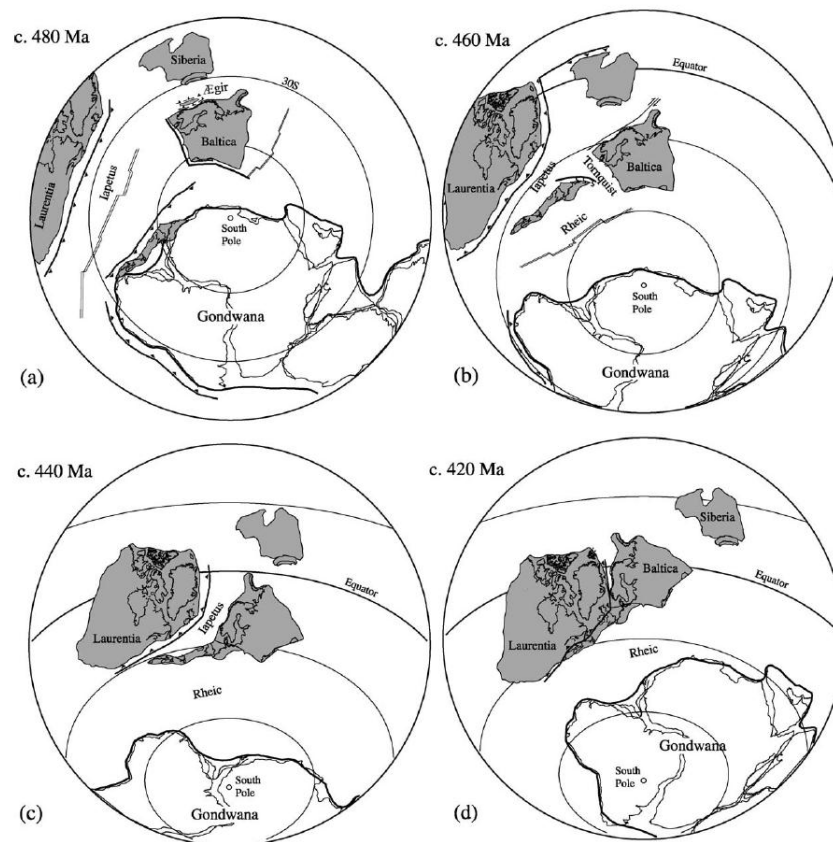 c. 480 Ma
Siberia
30S
Ægir
Baltica
Laurentia
Iapetus
South
Pole
Gondwana
(a)
c. 460 Ma
Equator
Laurentia
Iapetus
Baltica
Tornquist
Rheic
South
Pole
Gondwana
(b)
c. 440 Ma
Equator
Iapetus
Laurentia
Rheic
South
Pole
Gondwana
(c)
c. 420 Ma
Siberia
Baltica
Equator
Laurentia
Rheic
Gondwana
South
Pole
(d)